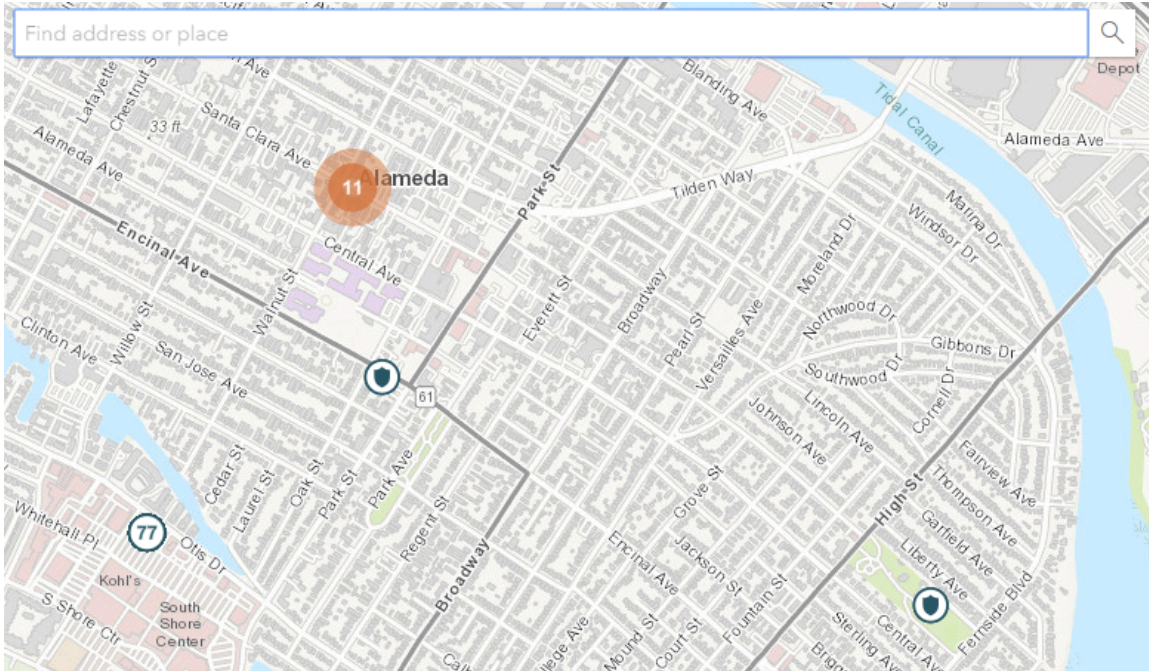 Find address or place
Blanding Ave
Depot
Lafayette
Chestnut S
Ave
Tidal Canal
Alameda Ave
33 ft
Santa Clara Ave
Alameda Ave
11
Alameda
Park St
Tilden Way
Marina Dr
Windsor Dr
Encinal Ave
Central Ave
Moreland Dr
Walnut St
Everett St
Broadway
Pearl St
Versailles Ave
Northwood Dr
Gibbons Dr
Southwood Dr
Cornell Dr
Clinton Ave
Willow St
San Jose Ave
61
Johnson Ave
Lincoln Ave
Fairview Ave
Cedar St
Laurel St
Oak St
Park St
Park Ave
Regent St
Grove St
High St
Thompson Ave
Garfield Ave
Liberty Ave
Whitehall Pl
77
Otis Dr
Broadway
Encinal Ave
Jackson St
Fountain St
Kohl's
S Shore Ctr
South
Shore
Center
Mound St
Court St
Sterling Ave
Central Ave
Fernside Blvd